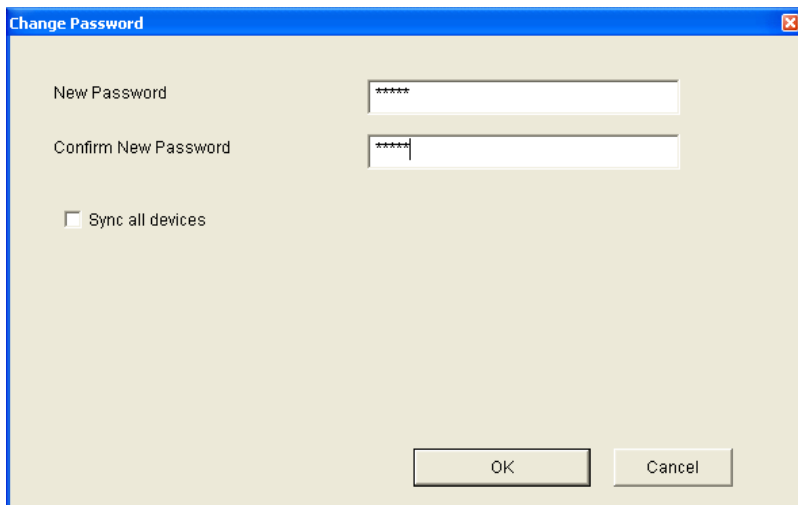 Change Password
New Password *****
Confirm New Password *****
Sync all devices
OK Cancel